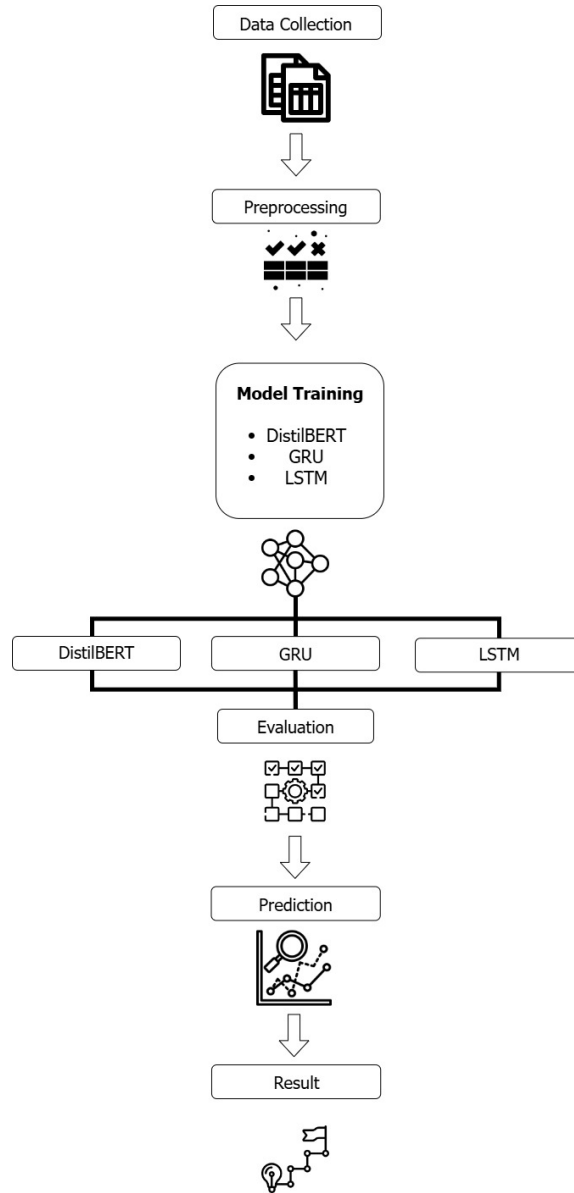 Data Collection
Preprocessing
Model Training
• DistilBERT
• GRU
• LSTM
DistilBERT
GRU
LSTM
Evaluation
Prediction
Result